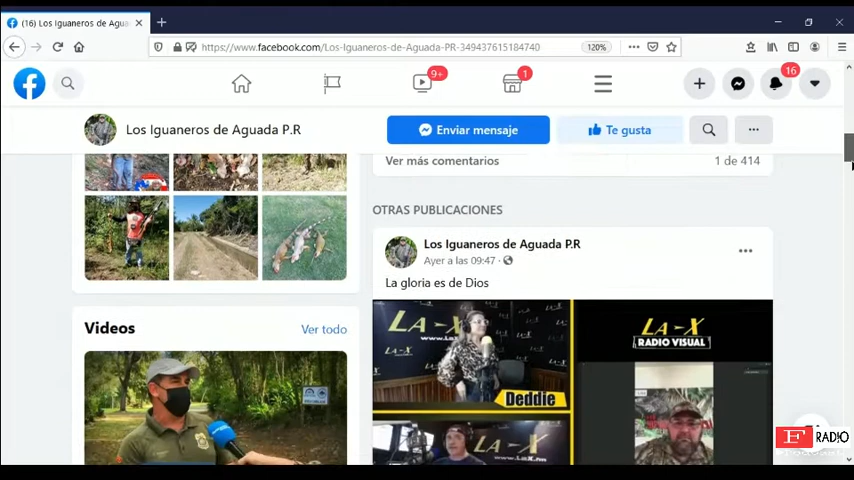 (16) Los Iguaneros de Agua
https://www.facebook.com/Los-Iguaneros-de-Aguada-PR-349437615184740
120%
9+
1
16
Los Iguaneros de Aguada P.R
Enviar mensaje
Te gusta
Ver más comentarios
1 de 414
OTRAS PUBLICACIONES
Los Iguaneros de Aguada P.R
Ayer a las 09:47
La gloria es de Dios
Videos
Ver todo
LA-X
LA-X
Deddie
LA-X
RADIO VISUAL
LA-X
RADIO